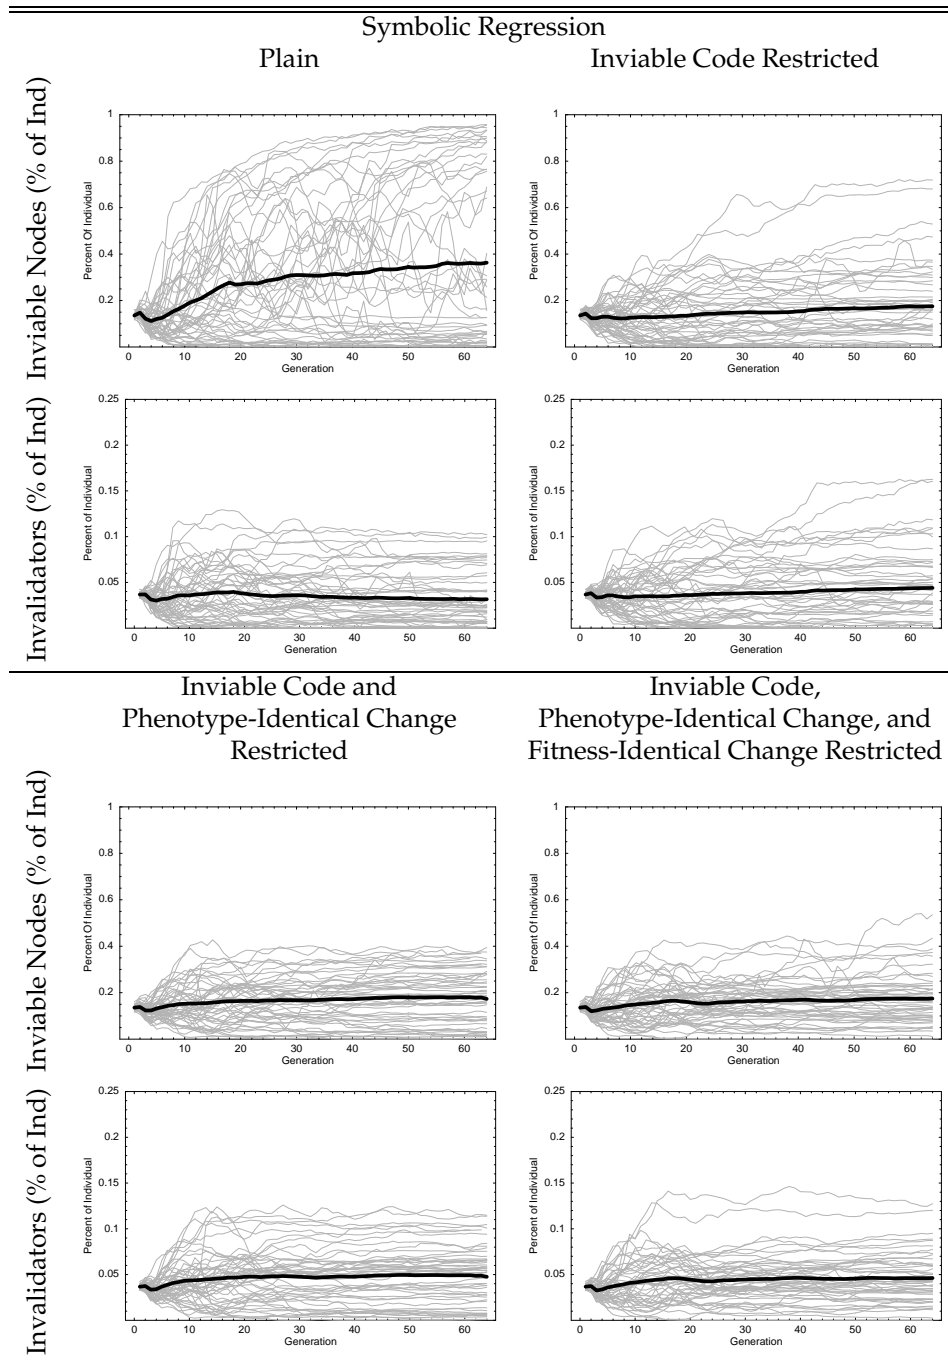 Symbolic Regression
Plain
Inviable Code Restricted
Inviable Nodes (% of Ind)
Percent Of Individual
1
0.8
0.6
0.4
0.2
0 10 20 30 40 50 60
Generation
Percent Of Individual
1
0.8
0.6
0.4
0.2
0 10 20 30 40 50 60
Generation
Invalidators (% of Ind)
Percent of Individual
0.25
0.2
0.15
0.1
0.05
0 10 20 30 40 50 60
Generation
Percent of Individual
0.25
0.2
0.15
0.1
0.05
0 10 20 30 40 50 60
Generation
Inviable Code and
Phenotype-Identical Change
Restricted
Inviable Code,
Phenotype-Identical Change, and
Fitness-Identical Change Restricted
Inviable Nodes (% of Ind)
Percent Of Individual
1
0.8
0.6
0.4
0.2
0 10 20 30 40 50 60
Generation
Percent Of Individual
1
0.8
0.6
0.4
0.2
0 10 20 30 40 50 60
Generation
Invalidators (% of Ind)
Percent of Individual
0.25
0.2
0.15
0.1
0.05
0 10 20 30 40 50 60
Generation
Percent of Individual
0.25
0.2
0.15
0.1
0.05
0 10 20 30 40 50 60
Generation